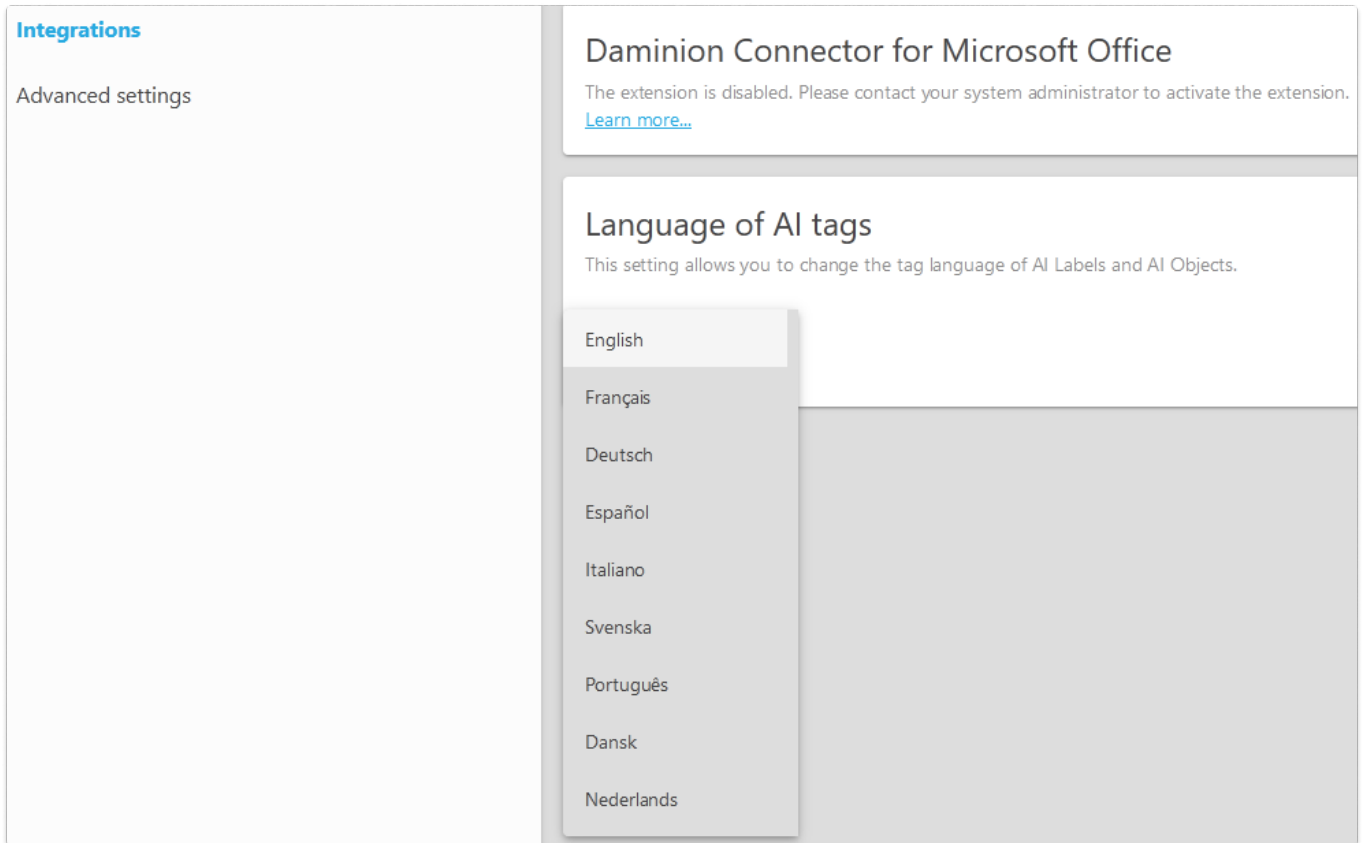 Integrations
Advanced settings
Daminion Connector for Microsoft Office
The extension is disabled. Please contact your system administrator to activate the extension.
Learn more...
Language of AI tags
This setting allows you to change the tag language of AI Labels and AI Objects.
English
Français
Deutsch
Español
Italiano
Svenska
Português
Dansk
Nederlands